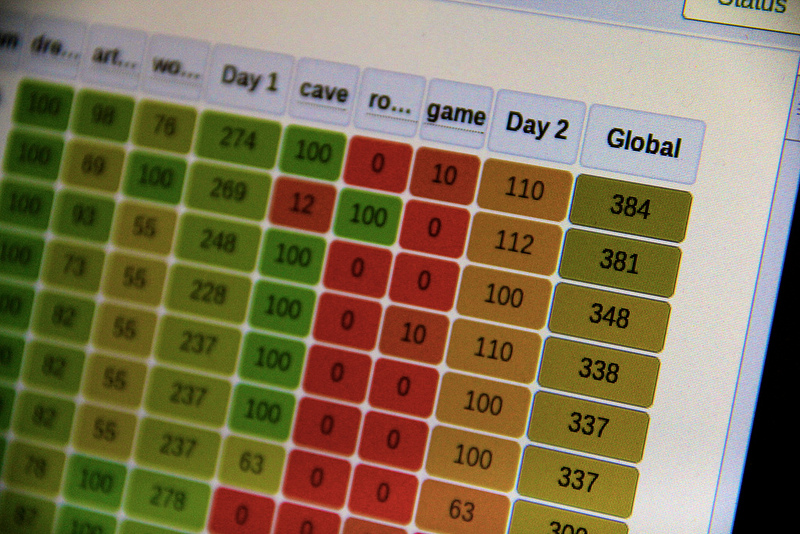 Status
dre... art... wo... Day 1 cave ro... game Day 2 Global
100 98 76 274 100 0 10 110 384
100 69 100 269 12 100 0 112 381
100 93 55 248 100 0 0 100 348
100 73 55 228 100 0 10 110 338
00 82 55 237 100 0 0 100 337
0 82 55 237 100 0 0 100 337
82 55 237 63 0 0 63 300
78 100 278 0 0
82 100